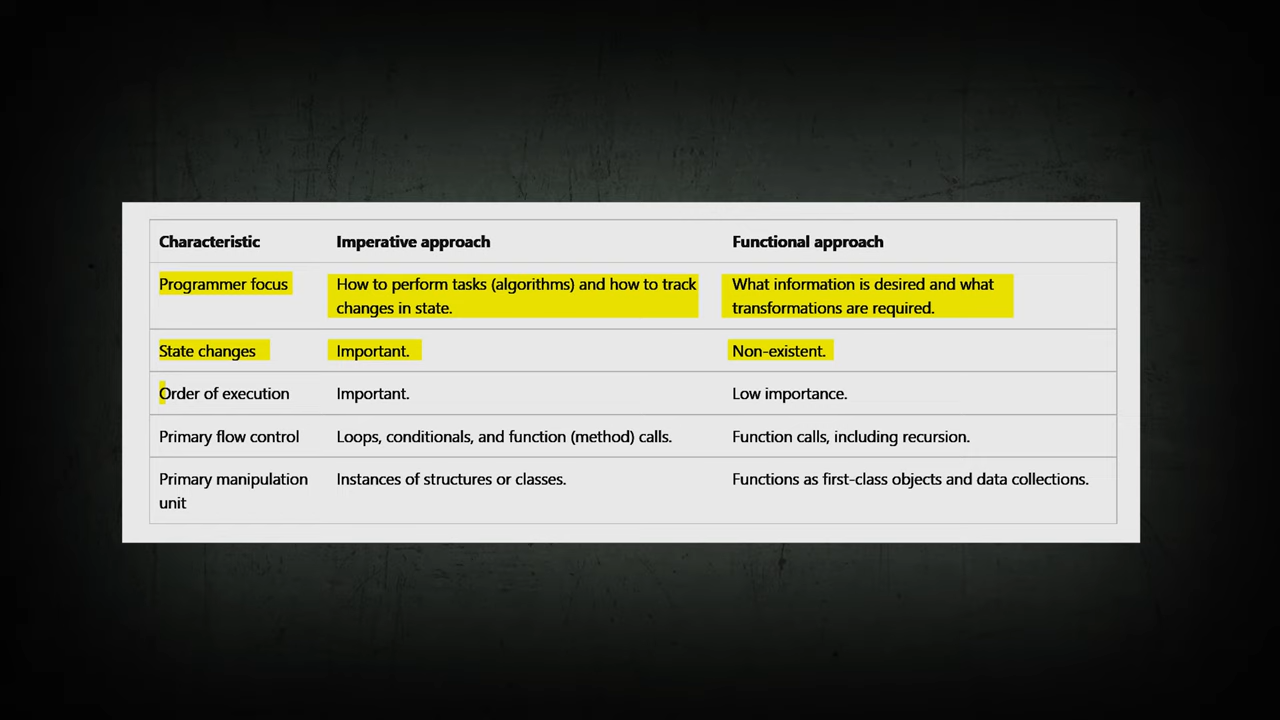 Characteristic Imperative approach Functional approach
Programmer focus How to perform tasks (algorithms) and how to track What information is desired and what
changes in state. transformations are required.
State changes Important. Non-existent.
Order of execution Important. Low importance.
Primary flow control Loops, conditionals, and function (method) calls. Function calls, including recursion.
Primary manipulation Instances of structures or classes. Functions as first-class objects and data collections.
unit